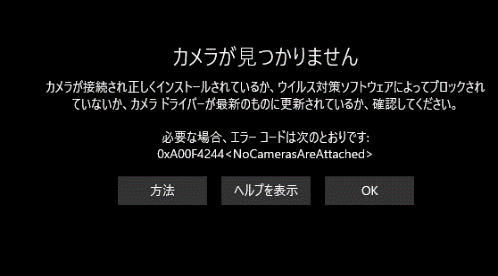 カメラが見つかりません
カメラが接続され正しくインストールされているか、ウイルス対策ソフトウェアによってブロックされ
ていないか、カメラ ドライバーが最新のものに更新されているか、確認してください。
必要な場合、エラー コードは次のとおりです:
0xA00F4244<NoCamerasAreAttached>
方法
ヘルプを表示
OK